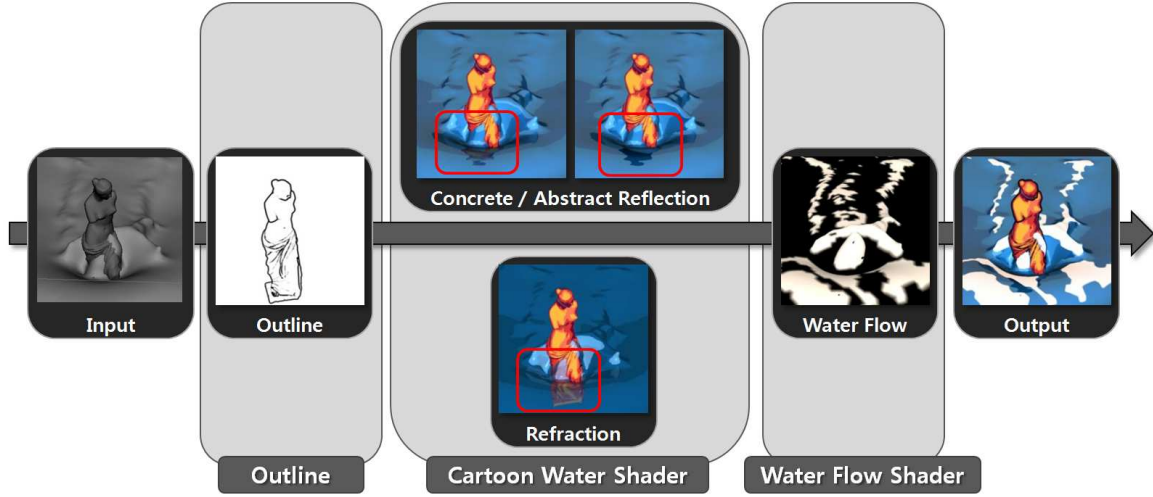 Input
Outline
Concrete / Abstract Reflection
Refraction
Water Flow
Output
Outline
Cartoon Water Shader
Water Flow Shader